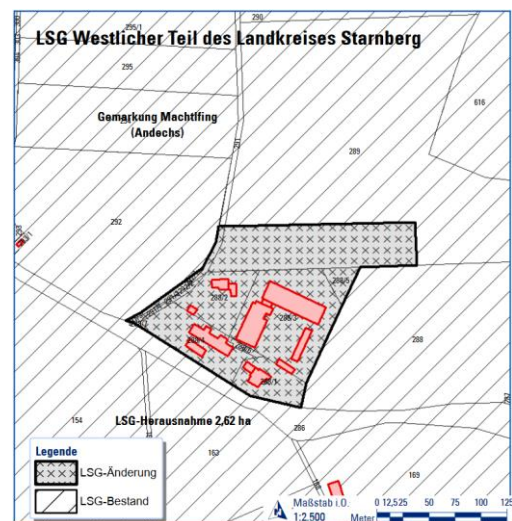 290
295/1
LSG Westlicher Teil des Landkreises Starnberg
295
616
Gemarkung Machtlfing
(Andechs)
201
289
292
288/2
288/5
288/3
288
288/4
288/1
LSG-Herausnahme 2,62 ha
154
286
163
169
Legende
LSG-Änderung
LSG-Bestand
Maßstab i.O.
1:2.500
0 12,525 50 75 100 125
Meter